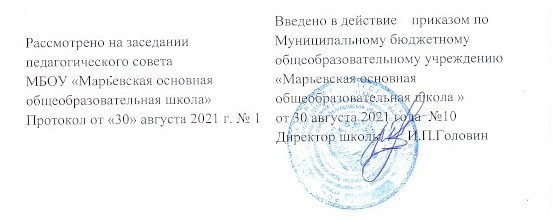 Рассмотрено на заседании
педагогического совета
МБОУ «Марьевская основная
общеобразовательная школа»
Протокол от «30» августа 2021 г. № 1
Введено в действие приказом по
Муниципальному бюджетному
общеобразовательному учреждению
«Марьевская основная
общеобразовательная школа »
от 30 августа 2021 года №10
Директор школы И.П.Головин